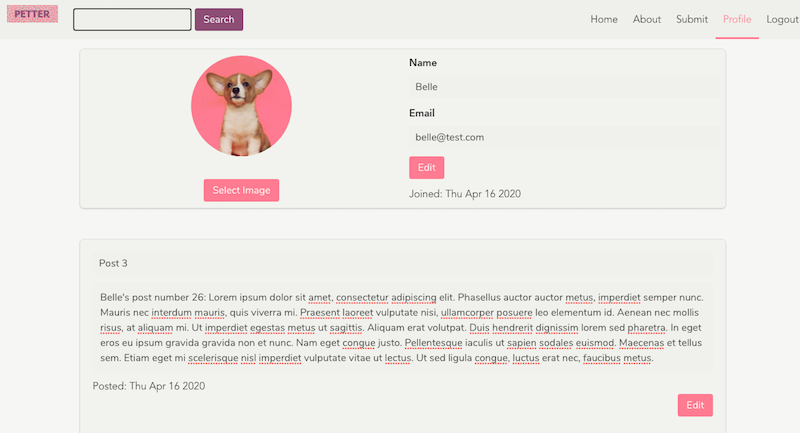 PETTER
Search
Home About Submit Profile Logout
Name
Belle
Email
belle@test.com
Edit
Select Image
Joined: Thu Apr 16 2020
Post 3
Belle's post number 26: Lorem ipsum dolor sit amet, consectetur adipiscing elit. Phasellus auctor auctor metus, imperdiet semper nunc.
Mauris nec interdum mauris, quis viverra mi. Praesent laoreet vulputate nisi, ullamcorper posuere leo elementum id. Aenean nec mollis
risus, at aliquam mi. Ut imperdiet egestas metus ut sagittis. Aliquam erat volutpat. Duis hendrerit dignissim lorem sed pharetra. In eget
eros eu ipsum gravida gravida non et nunc. Nam eget congue justo. Pellentesque iaculis ut sapien sodales euismod. Maecenas et tellus
sem. Etiam eget mi scelerisque nisl imperdiet vulputate vitae ut lectus. Ut sed ligula congue, luctus erat nec, faucibus metus.
Posted: Thu Apr 16 2020
Edit